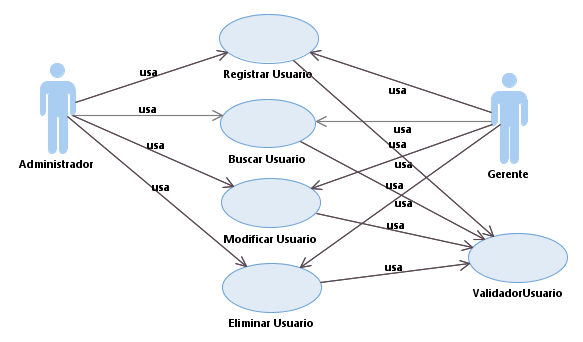 usa
Registrar Usuario
usa
usa
Buscar Usuario
usa
usa
usa
Administrador
usa
Gerente
usa
usa
usa
Modificar Usuario
usa
usa
ValidadorUsuario
Eliminar Usuario